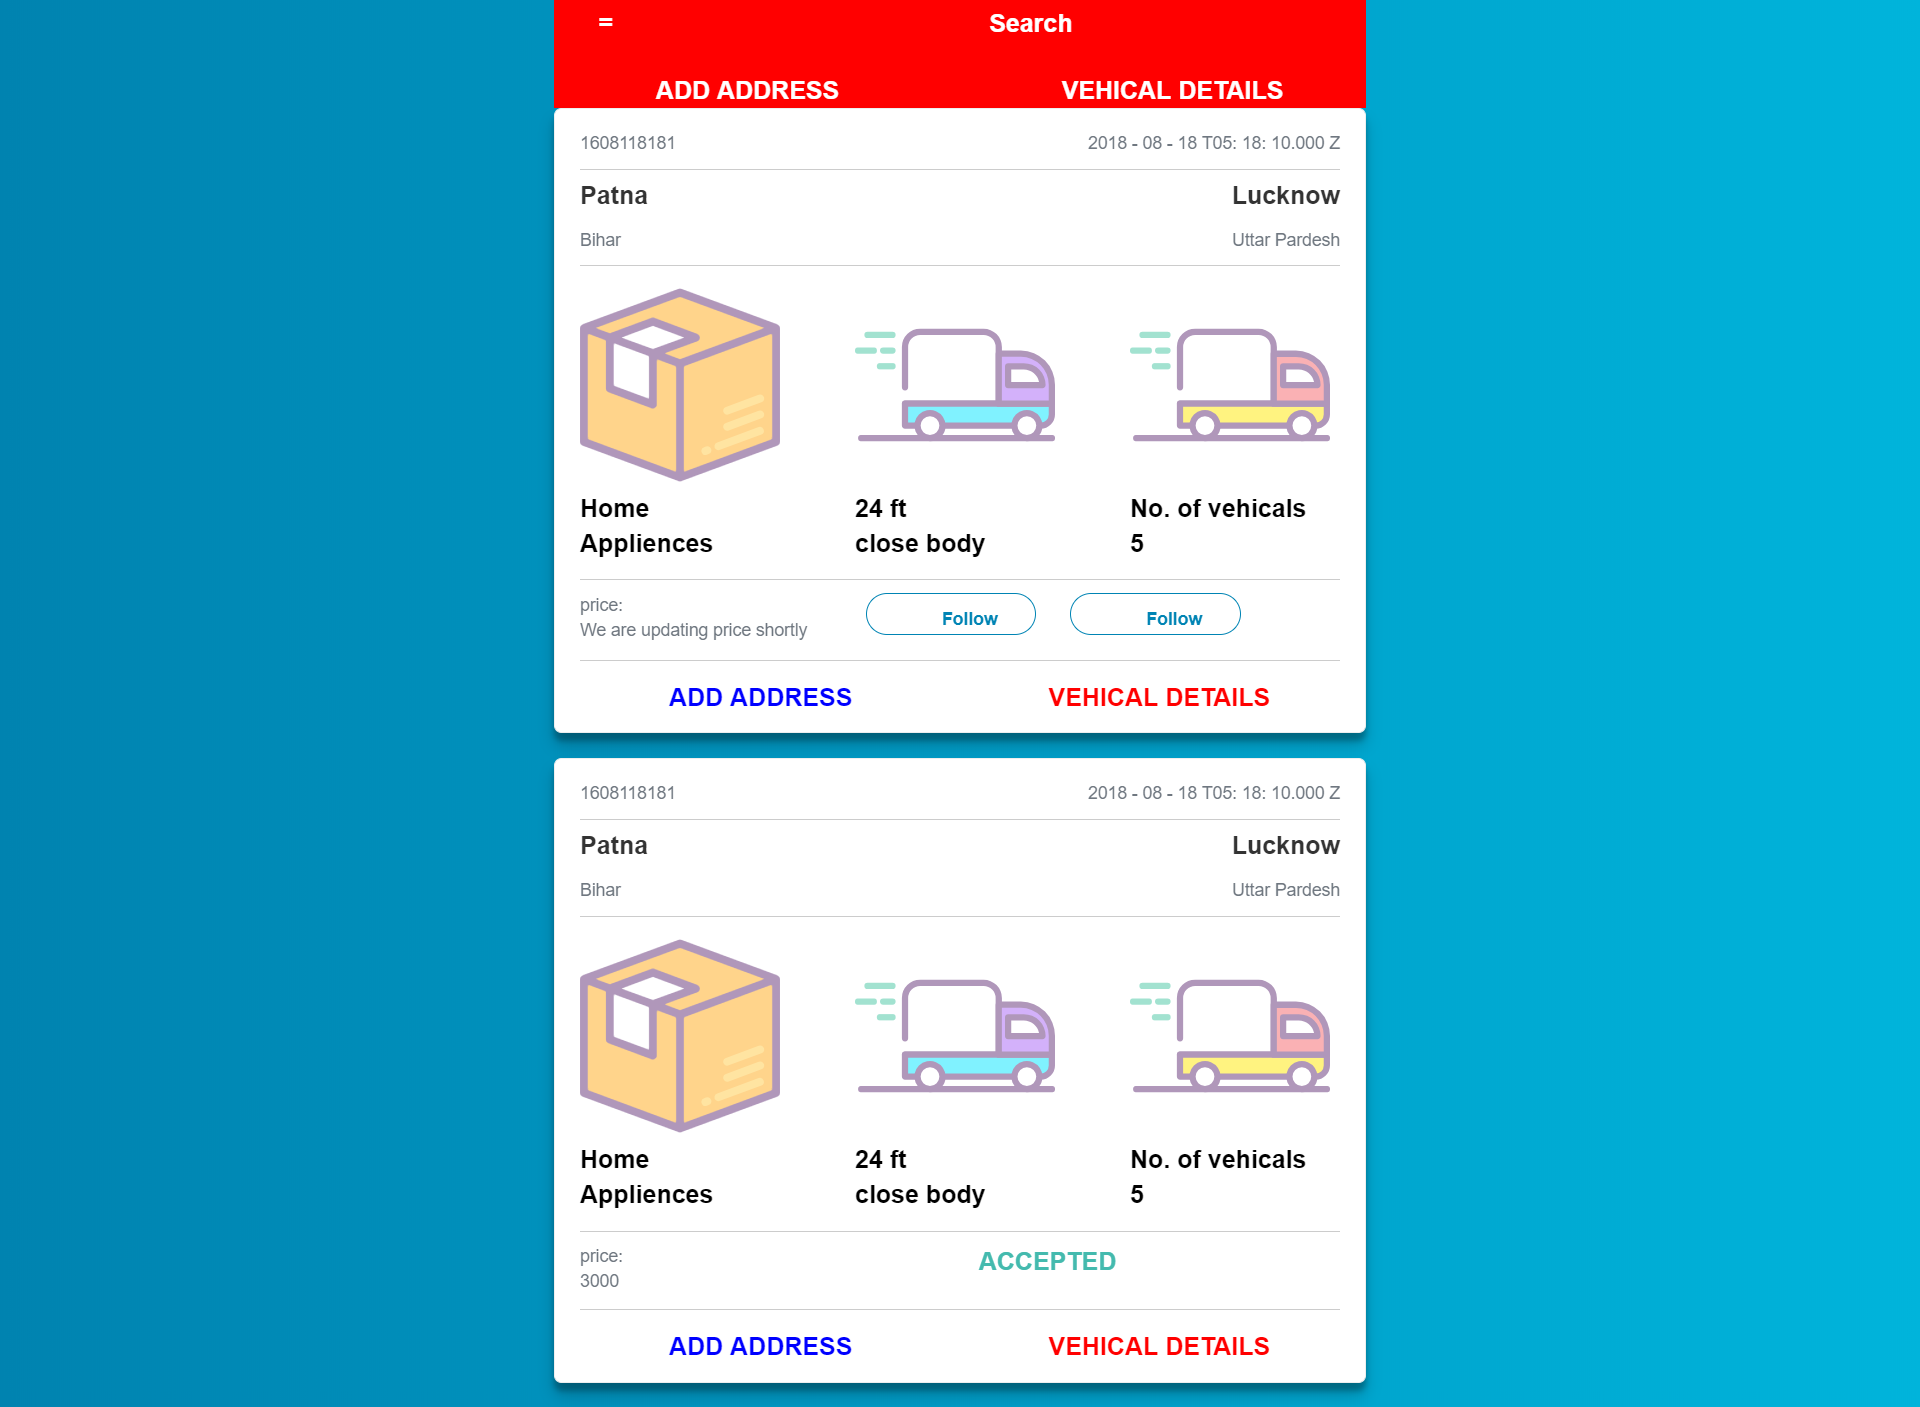 = Search
ADD ADDRESS VEHICAL DETAILS
1608118181 2018 - 08 - 18 T05: 18: 10.000 Z
Patna Lucknow
Bihar Uttar Pardesh
Home 24 ft No. of vehicals
Appliences close body 5
price:
We are updating price shortly Follow Follow
ADD ADDRESS VEHICAL DETAILS
1608118181 2018 - 08 - 18 T05: 18: 10.000 Z
Patna Lucknow
Bihar Uttar Pardesh
Home 24 ft No. of vehicals
Appliences close body 5
price: ACCEPTED
3000
ADD ADDRESS VEHICAL DETAILS